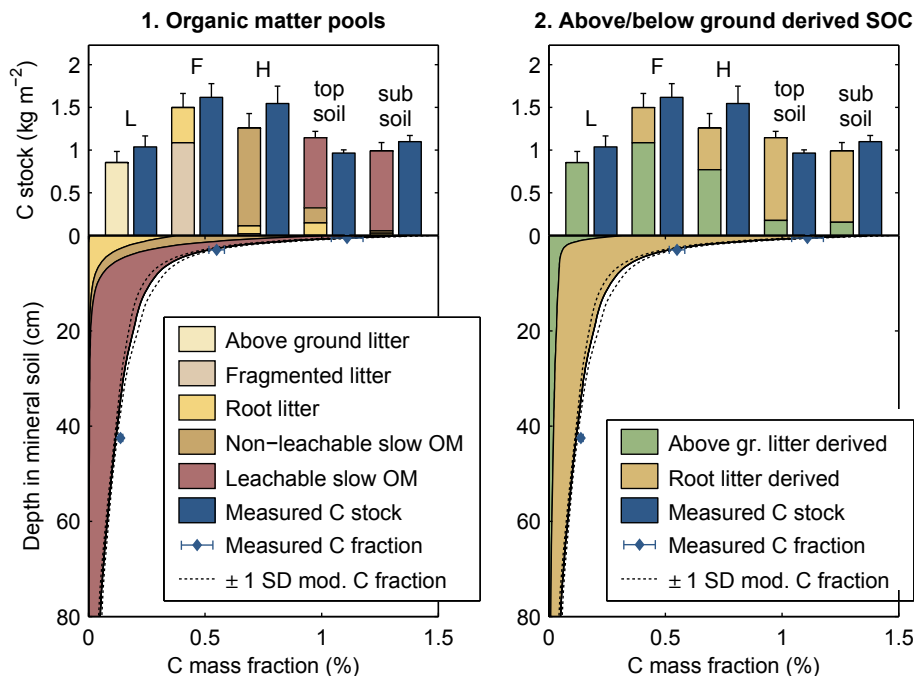 1. Organic matter pools
2. Above/below ground derived SOC
C stock (kg m−2)
2
1.5
1
0.5
0
L
F
H
top
soil
sub
soil
2
1.5
1
0.5
0
L
F
H
top
soil
sub
soil
Depth in mineral soil (cm)
20
40
60
80
Above ground litter
Fragmented litter
Root litter
Non−leachable slow OM
Leachable slow OM
Measured C stock
Measured C fraction
± 1 SD mod. C fraction
0
0.5
1
1.5
C mass fraction (%)
20
40
60
80
Above gr. litter derived
Root litter derived
Measured C stock
Measured C fraction
± 1 SD mod. C fraction
0
0.5
1
1.5
C mass fraction (%)